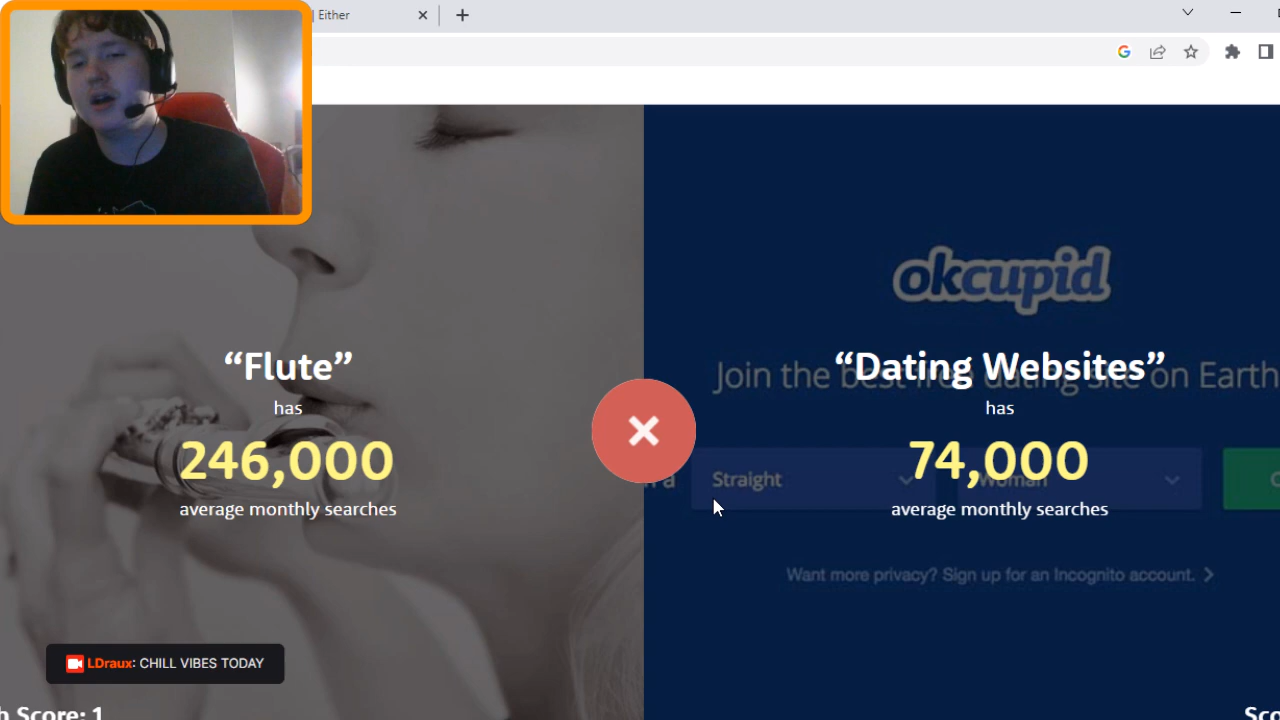 | Either
okcupid
"Flute"
has
246,000
average monthly searches
"Dating Websites"
Join the best free dating site on Earth
has
74,000
Straight
Woman
average monthly searches
Want more privacy? Sign up for an Incognito account.
LDraux: CHILL VIBES TODAY
h Score: 1
Sco